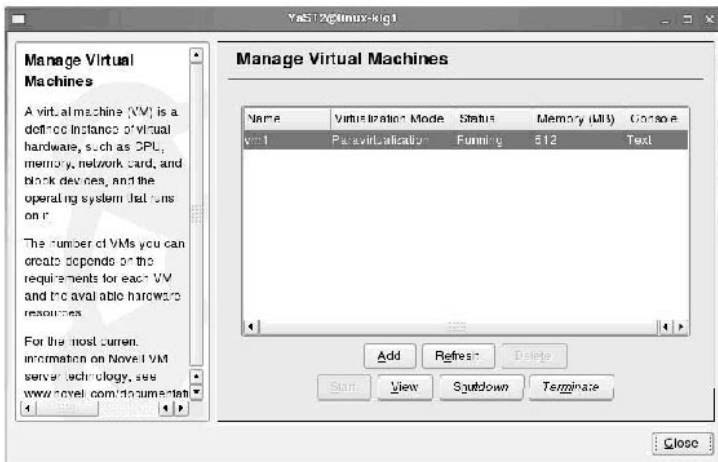 YaST2@linux-klg1
Manage Virtual
Machines
A virtual machine (VM) is a
defined instance of virtual
hardware, such as CPU,
memory, network card, and
block devices, and the
operating system that runs
on it.
The number of VMs you can
create depends on the
requirements for each VM
and the available hardware
resources.
For the most current
information on Novell VM
server technology, see
www.novell.com/documentati
Manage Virtual Machines
Name Virtualization Mode Status Memory (MB) Console
vm1 Paravirtualization Running 512 Text
Add Refresh Delete
Start View Shutdown Terminate
Close